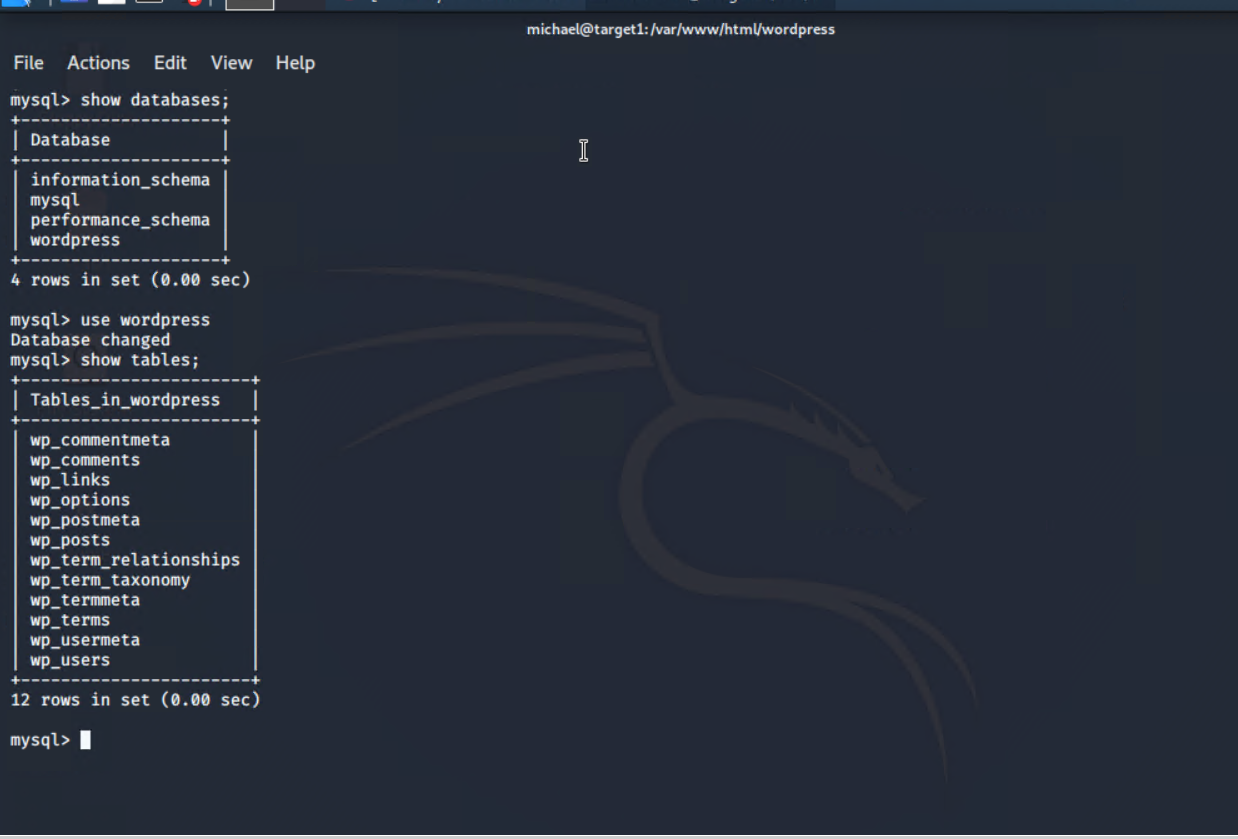 michael@target1:/var/www/html/wordpress
File Actions Edit View Help
mysql> show databases;
+--------------------+
| Database           |
+--------------------+
| information_schema |
| mysql              |
| performance_schema |
| wordpress          |
+--------------------+
4 rows in set (0.00 sec)
mysql> use wordpress
Database changed
mysql> show tables;
+-----------------------+
| Tables_in_wordpress   |
+-----------------------+
| wp_commentmeta        |
| wp_comments           |
| wp_links              |
| wp_options            |
| wp_postmeta           |
| wp_posts              |
| wp_term_relationships |
| wp_term_taxonomy      |
| wp_termmeta           |
| wp_terms              |
| wp_usermeta           |
| wp_users              |
+-----------------------+
12 rows in set (0.00 sec)
mysql>